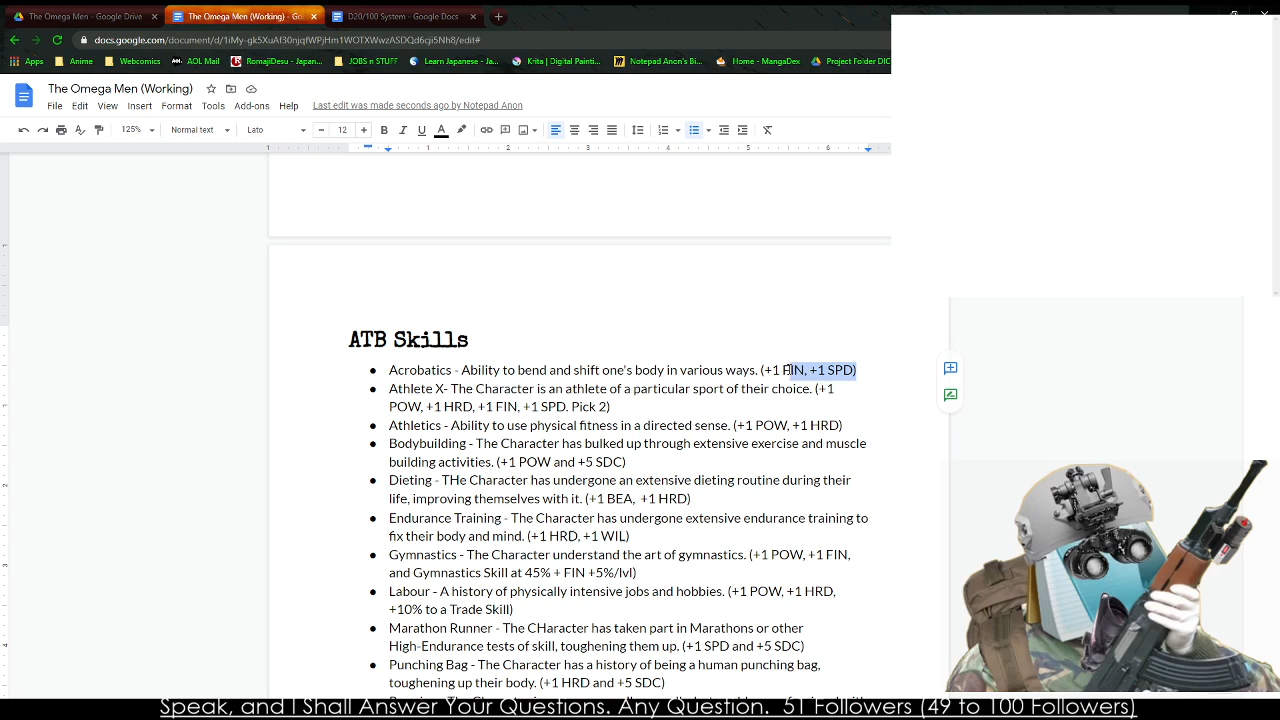 The Omega Men - Google Drive
The Omega Men (Working) - Go
D20/100 System - Google Docs
docs.google.com/document/d/1iMy-gk5XuAf30njqfWPjHm1WOTXWwzASDQd6cji5Nh8/edit#
Apps Anime Webcomics AOL Mail RomajiDesu - Japan... JOBS n STUFF Learn Japanese - Ja... Krita | Digital Painti... Notepad Anon's Bi... Home - MangaDex Project Folder DIC
The Omega Men (Working)
File Edit View Insert Format Tools Add-ons Help Last edit was made seconds ago by Notepad Anon
125% Normal text Lato 12
1 1 2 3 4 5 6
ATB Skills
● Acrobatics - Ability to bend and shift one's body in various ways. (+1 FIN, +1 SPD)
● Athlete X- The Character is an athlete of a particular sport of their choice. (+1
POW, +1 HRD, +1 FIN, +1 SPD. Pick 2)
● Athletics - Ability to use physical fitness in a directed sense. (+1 POW, +1 HRD)
● Bodybuilding - The Character has bulked up through extensive exercise and muscle
building activities. (+1 POW and +5 SDC)
● Dieting - THe Character has undergone an extensive dieting routine during their
life, improving themselves with it. (+1 BEA, +1 HRD)
● Endurance Training - The Character has undergone extensive endurance training to
fix their body and mind. (+1 HRD, +1 WIL)
● Gymnastics - The Character understand the art of gymnastics. (+1 POW, +1 FIN,
and Gymnastics Skill at 45% + FIN +5%/lvl)
● Labour - A history of physically intensive jobs and hobbies. (+1 POW, +1 HRD,
+10% to a Trade Skill)
● Marathon Runner - The CHaracter has taken part in Marathons or other
High-Endurance tests of skill, toughening them up. (+1 SPD and +5 SDC)
● Punching Bag - The Character has a history of being a human punching bag,
toughening up their body. (+1 HRD and +5 SDC)
Speak, and I Shall Answer Your Questions. Any Question. 51 Followers (49 to 100 Followers)